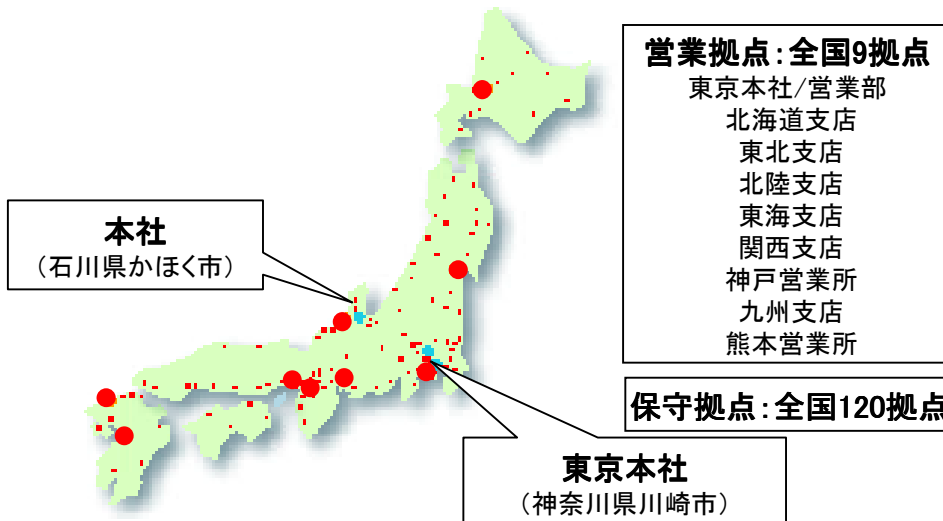 営業拠点：全国9拠点
東京本社/営業部
北海道支店
東北支店
北陸支店
東海支店
関西支店
神戸営業所
九州支店
熊本営業所
保守拠点：全国120拠点
本社
（石川県かほく市）
東京本社
（神奈川県川崎市）